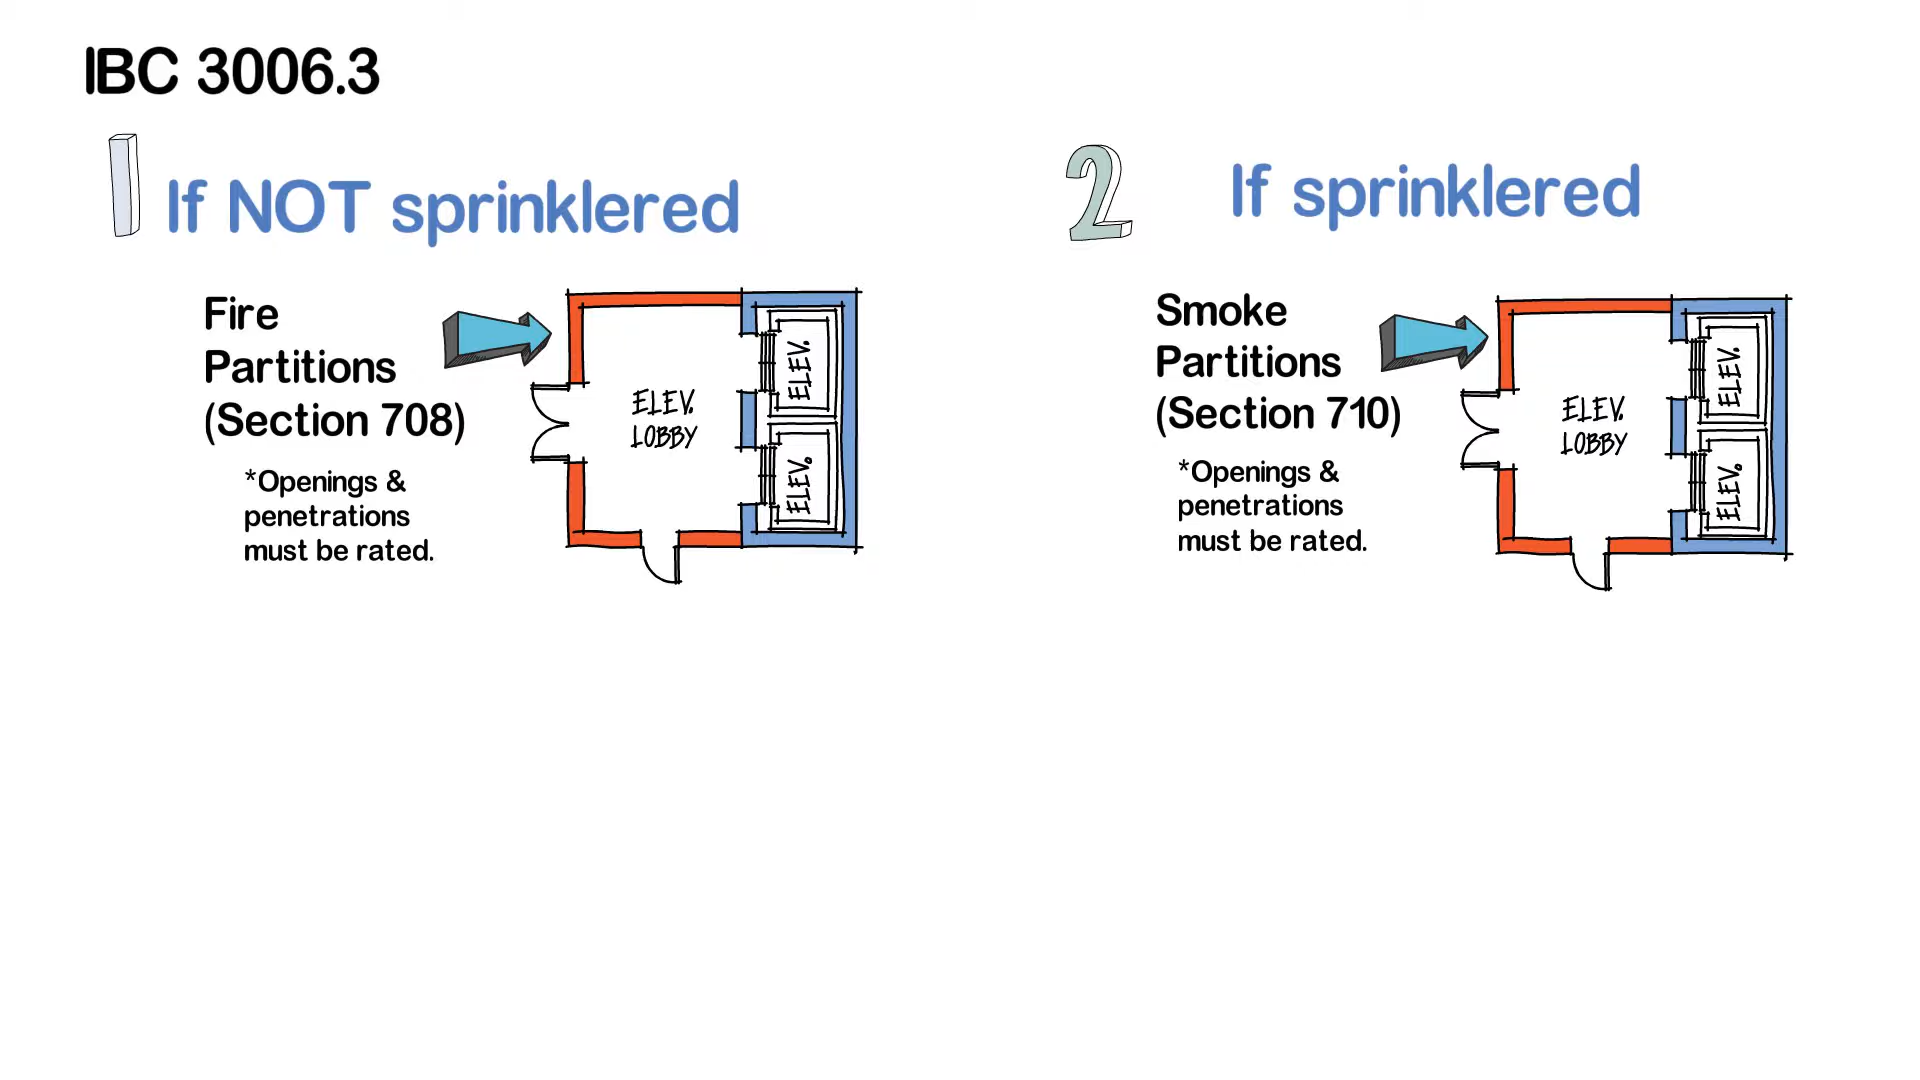 IBC 3006.3
1
If NOT sprinklered
Fire
Partitions
(Section 708)
*Openings &
penetrations
must be rated.
ELEV.
LOBBY
ELEV.
ELEV.
2
If sprinklered
Smoke
Partitions
(Section 710)
*Openings &
penetrations
must be rated.
ELEV.
LOBBY
ELEV.
ELEV.